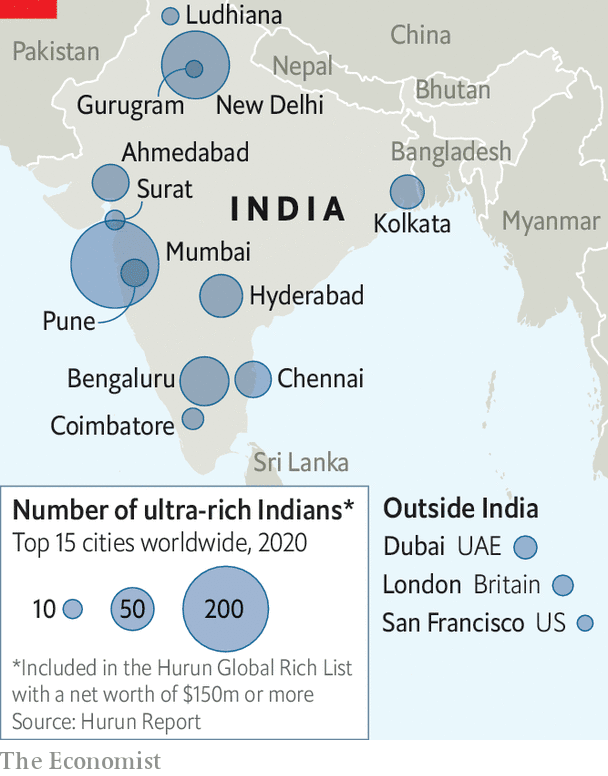 Ludhiana
Pakistan
China
Nepal
Gurugram
New Delhi
Bhutan
Ahmedabad
Bangladesh
Surat
INDIA
Kolkata
Myanmar
Mumbai
Hyderabad
Pune
Bengaluru
Chennai
Coimbatore
Sri Lanka
Number of ultra-rich Indians*
Top 15 cities worldwide, 2020
10
50
200
*Included in the Hurun Global Rich List
with a net worth of $150m or more
Source: Hurun Report
Outside India
Dubai UAE
London Britain
San Francisco US
The Economist